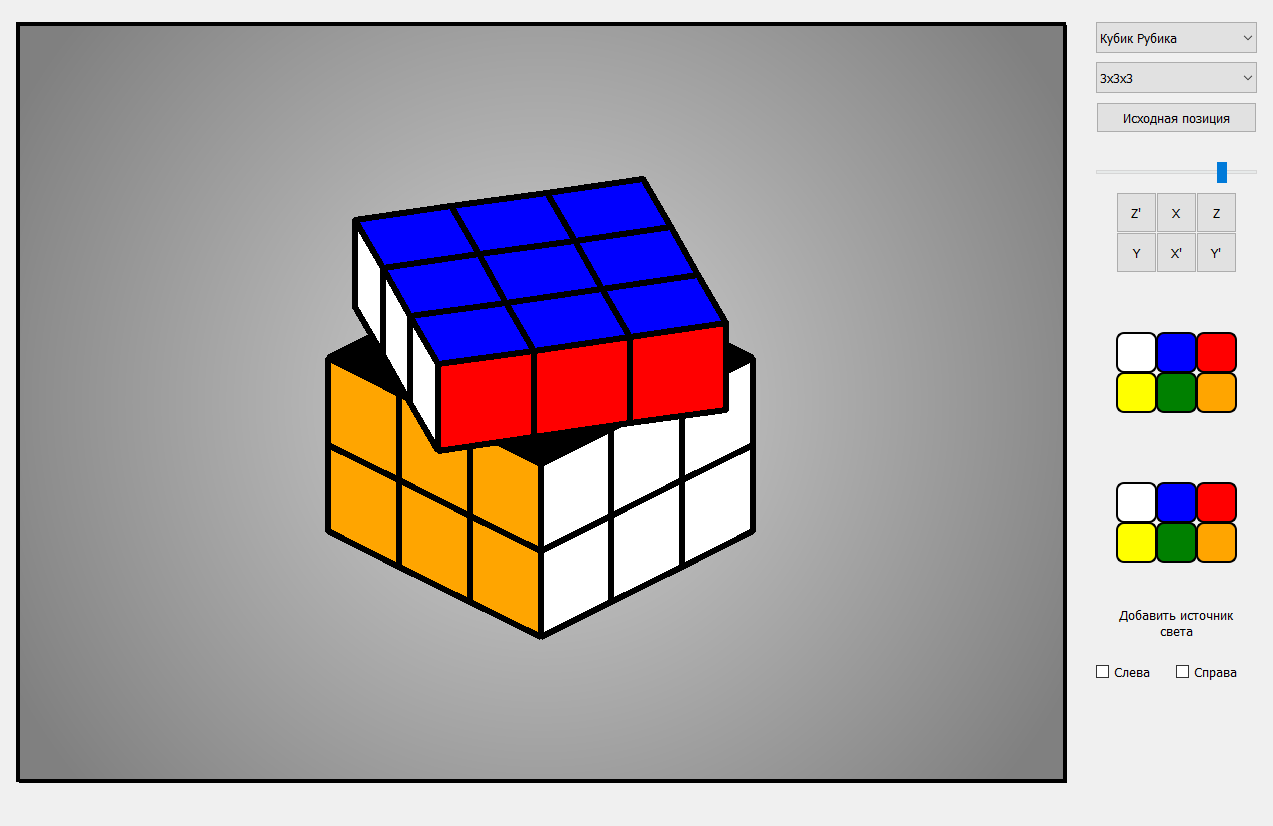 Кубик Рубика
3x3x3
Исходная позиция
Z' X Z
Y X' Y'
Добавить источник
света
Слева Справа